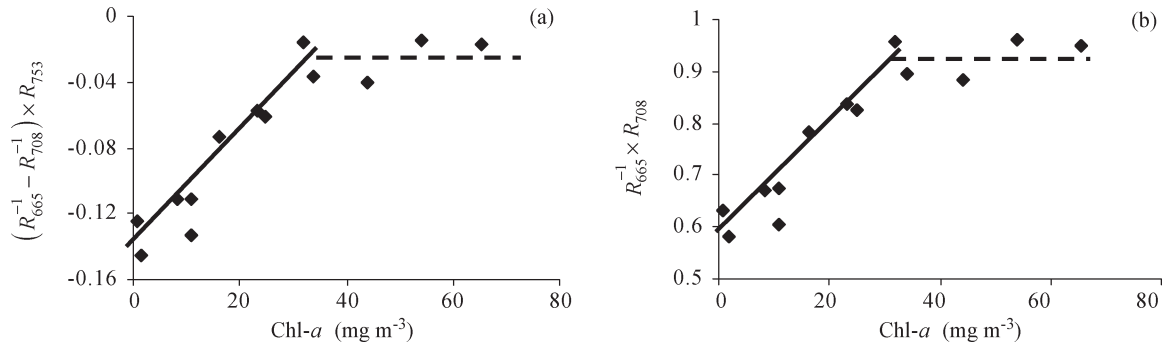 (a)
0
-0.04
-0.08
-0.12
-0.16
(R₆₆₅⁻¹ − R₇₀₈⁻¹) × R₇₅₃
0 20 40 60 80
Chl-a (mg m⁻³)
(b)
1
0.9
0.8
0.7
0.6
0.5
R₆₆₅⁻¹ × R₇₀₈
0 20 40 60 80
Chl-a (mg m⁻³)